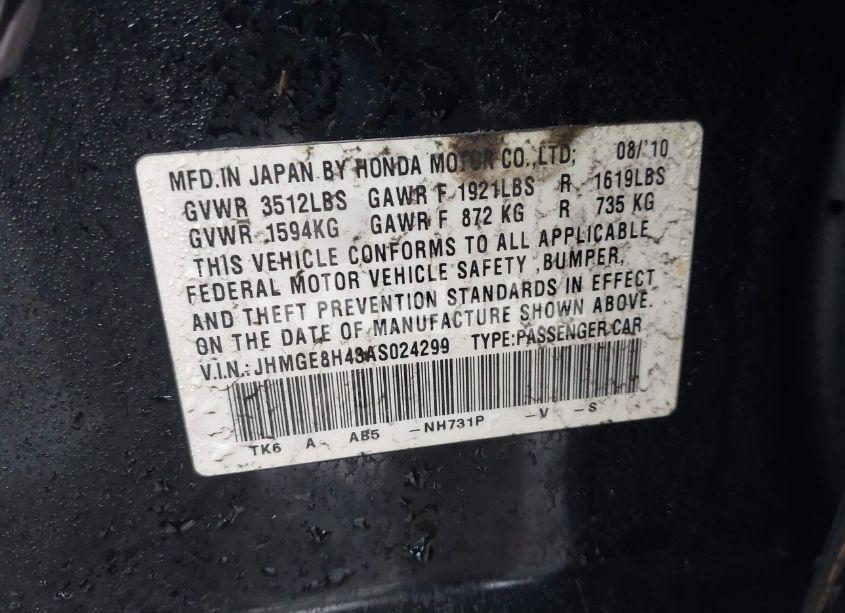 MFD.IN JAPAN BY HONDA MOTOR CO.,LTD; 08/'10
GVWR 3512LBS GAWR F 1921LBS R 1619LBS
GVWR 1594KG GAWR F 872 KG R 735 KG
THIS VEHICLE CONFORMS TO ALL APPLICABLE
FEDERAL MOTOR VEHICLE SAFETY ,BUMPER,
AND THEFT PREVENTION STANDARDS IN EFFECT
ON THE DATE OF MANUFACTURE SHOWN ABOVE.
V.I.N.: JHMGE8H43AS024299 TYPE:PASSENGER CAR
TK6 A AB5 -NH731P -V -S